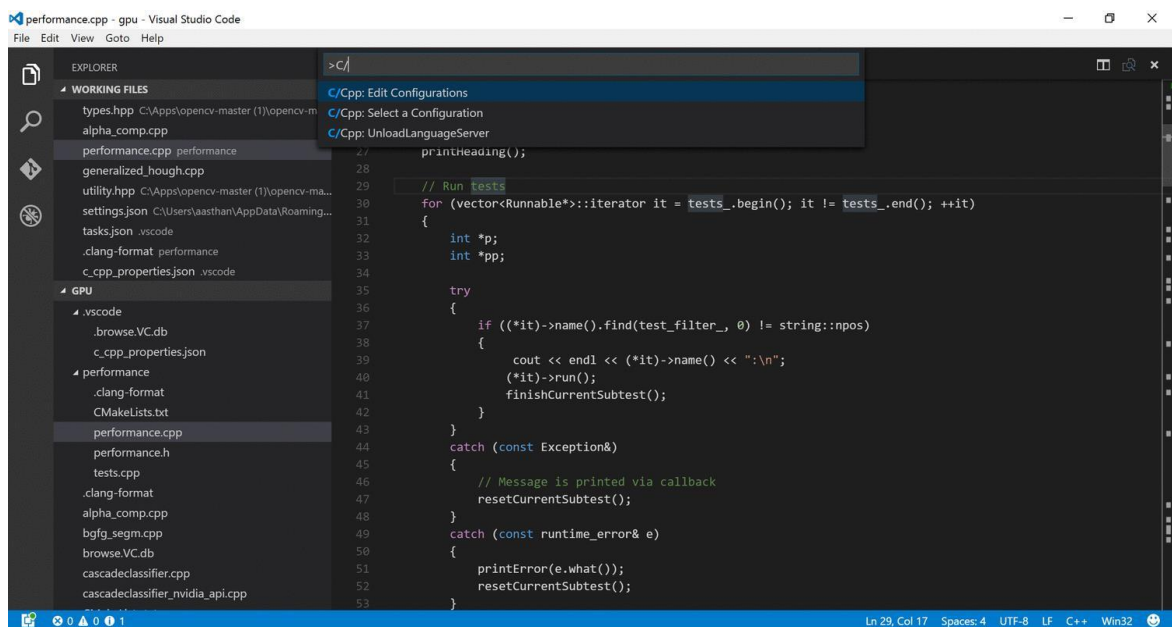 performance.cpp - gpu - Visual Studio Code
File Edit View Goto Help
EXPLORER
WORKING FILES
types.hpp C:\Apps\opencv-master (1)\opencv-m
alpha_comp.cpp
performance.cpp performance
generalized_hough.cpp
utility.hpp C:\Apps\opencv-master (1)\opencv-ma...
settings.json C:\Users\aasthan\AppData\Roaming...
tasks.json .vscode
.clang-format performance
c_cpp_properties.json .vscode
GPU
.vscode
.browse.VC.db
c_cpp_properties.json
performance
.clang-format
CMakeLists.txt
performance.cpp
performance.h
tests.cpp
.clang-format
alpha_comp.cpp
bgfg_segm.cpp
browse.VC.db
cascadeclassifier.cpp
cascadeclassifier_nvidia_api.cpp
>C/
C/Cpp: Edit Configurations
C/Cpp: Select a Configuration
C/Cpp: UnloadLanguageServer
27 printHeading();
28
29 // Run tests
30 for (vector<Runnable*>::iterator it = tests_.begin(); it != tests_.end(); ++it)
31 {
32 int *p;
33 int *pp;
34
35 try
36 {
37 if ((*it)->name().find(test_filter_, 0) != string::npos)
38 {
39 cout << endl << (*it)->name() << ":\n";
40 (*it)->run();
41 finishCurrentSubtest();
42 }
43 }
44 catch (const Exception&)
45 {
46 // Message is printed via callback
47 resetCurrentSubtest();
48 }
49 catch (const runtime_error& e)
50 {
51 printError(e.what());
52 resetCurrentSubtest();
53 }
0 0 1 Ln 29, Col 17 Spaces: 4 UTF-8 LF C++ Win32